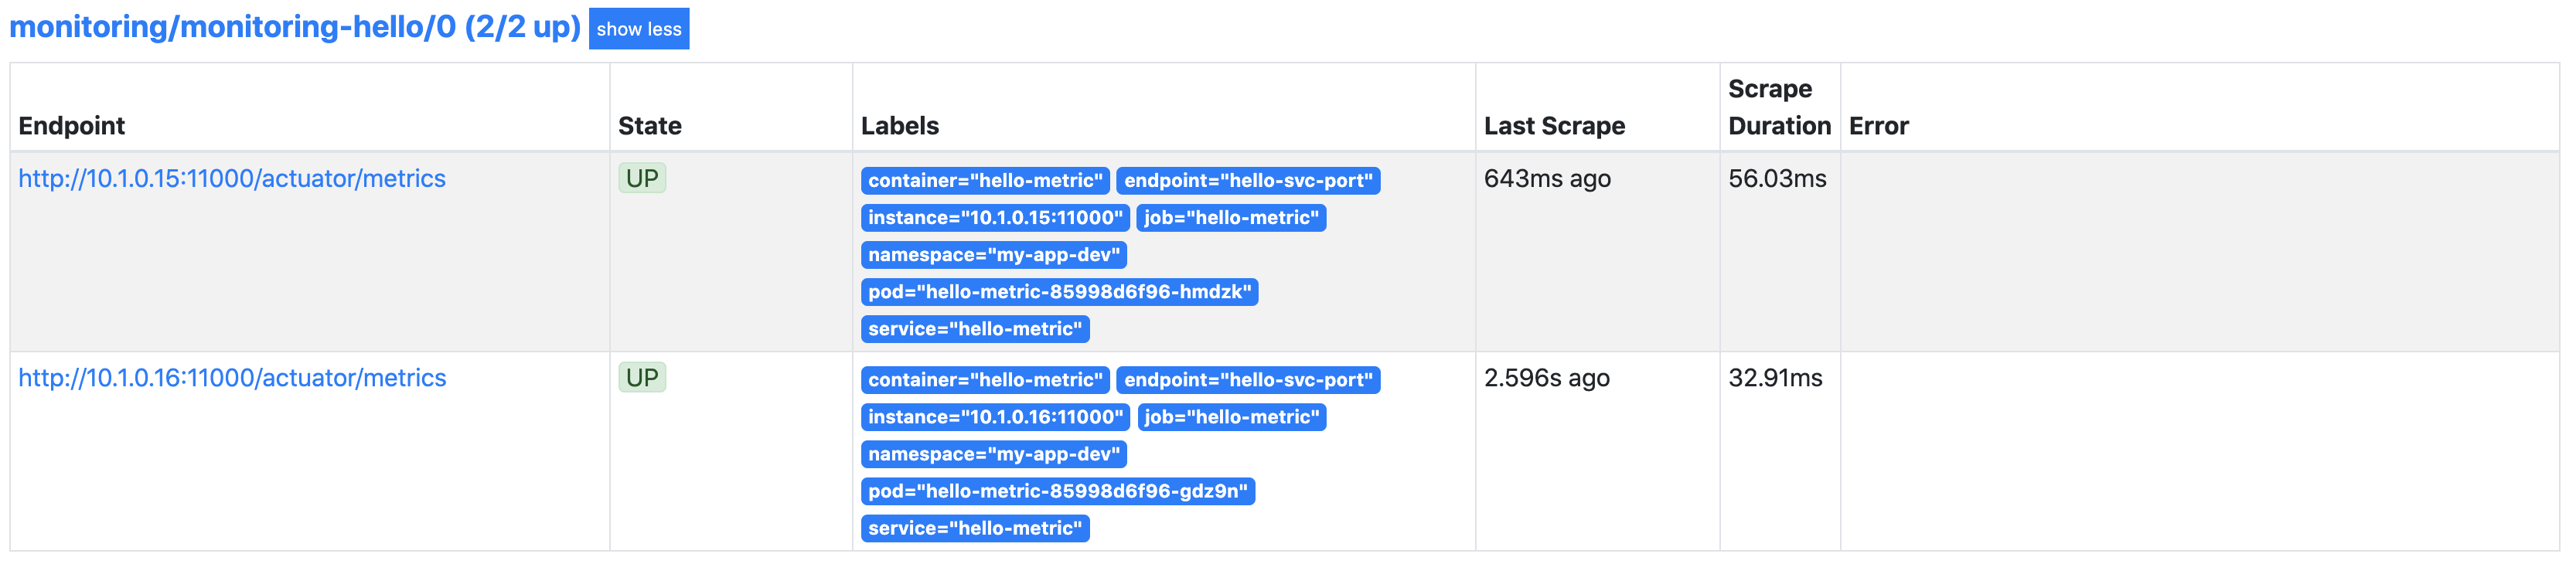 monitoring/monitoring-hello/0 (2/2 up) show less
Endpoint State Labels Last Scrape Scrape Duration Error
http://10.1.0.15:11000/actuator/metrics UP container="hello-metric" endpoint="hello-svc-port" 643ms ago 56.03ms
instance="10.1.0.15:11000" job="hello-metric"
namespace="my-app-dev"
pod="hello-metric-85998d6f96-hmdzk"
service="hello-metric"
http://10.1.0.16:11000/actuator/metrics UP container="hello-metric" endpoint="hello-svc-port" 2.596s ago 32.91ms
instance="10.1.0.16:11000" job="hello-metric"
namespace="my-app-dev"
pod="hello-metric-85998d6f96-gdz9n"
service="hello-metric"